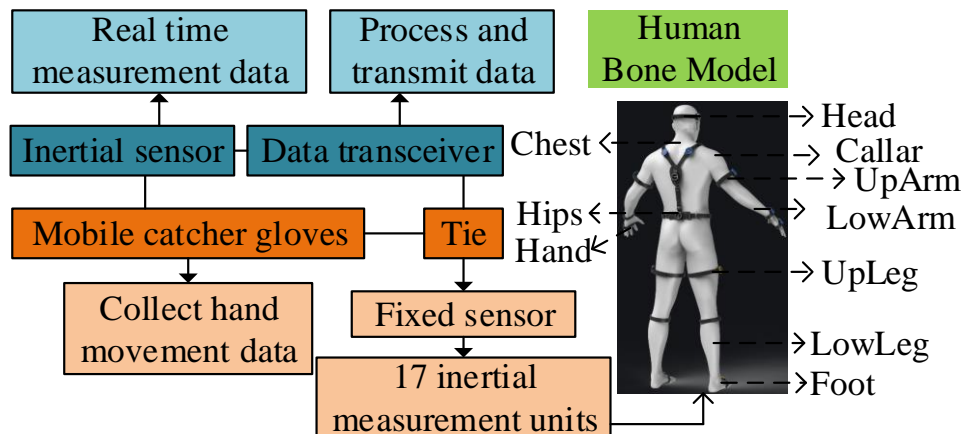 Real time
measurement data
Process and
transmit data
Human
Bone Model
Inertial sensor
Data transceiver
Mobile catcher gloves
Tie
Collect hand
movement data
Fixed sensor
17 inertial
measurement units
Chest
Hips
Hand
Head
Callar
UpArm
LowArm
UpLeg
LowLeg
Foot